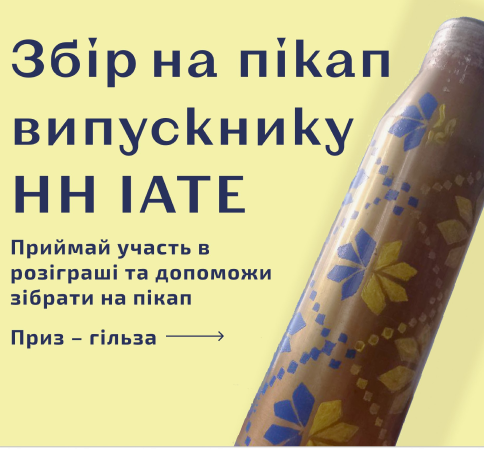 Збір на пікап
випускнику
НН ІАТЕ
Приймай участь в
розіграші та допоможи
зібрати на пікап
Приз – гільза